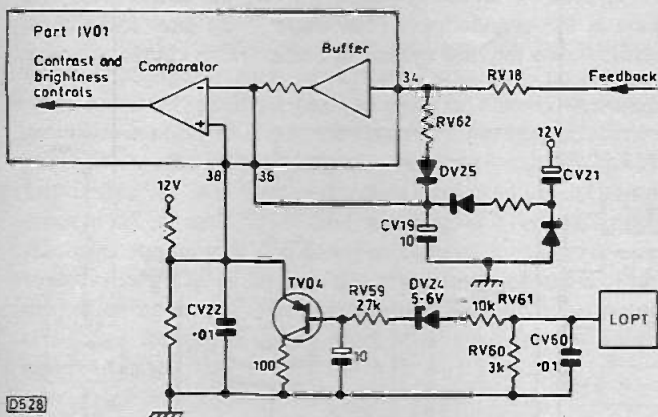 Part IV01
Contrast and
brightness
controls
Comparator
Buffer
34
RV18
Feedback
RV62
12V
DV25
CV21
38
36
12V
CV19
10
TV04
RV59
27k
DV24
5·6V
10k
RV61
LOPT
CV22
·01
100
10
RV60
3k
CV60
·01
D528